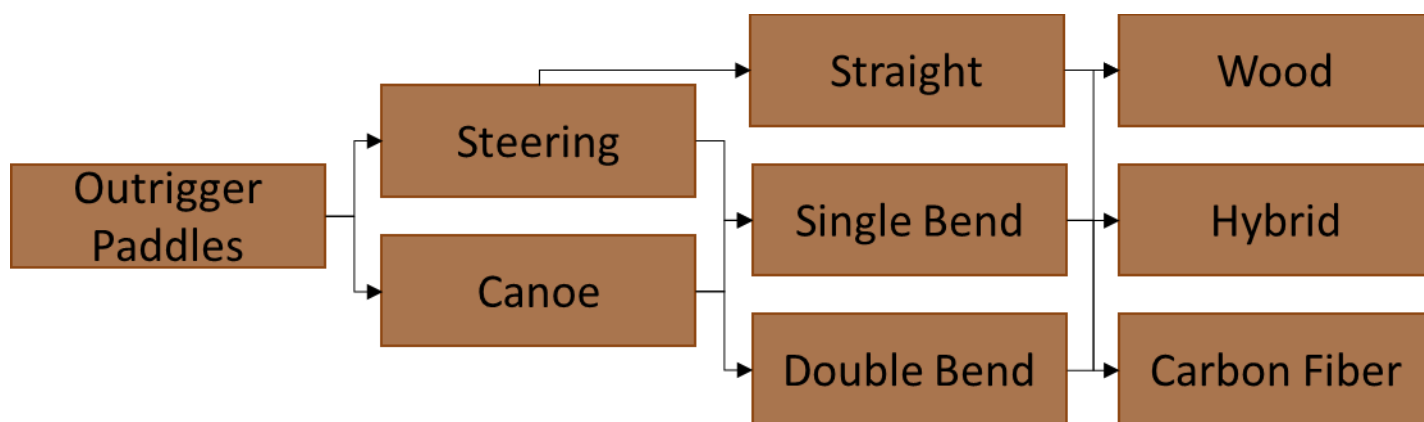 Outrigger
Paddles
Steering
Canoe
Straight
Single Bend
Double Bend
Wood
Hybrid
Carbon Fiber